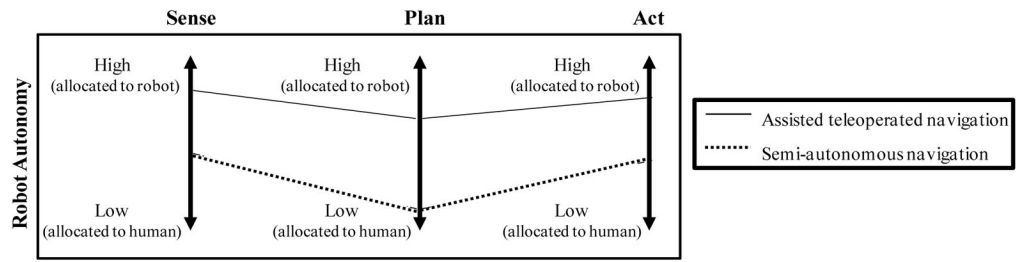 Sense Plan Act
High High High
(allocated to robot) (allocated to robot) (allocated to robot)
Robot Autonomy
Low Low Low
(allocated to human) (allocated to human) (allocated to human)
Assisted teleoperated navigation
Semi-autonomous navigation